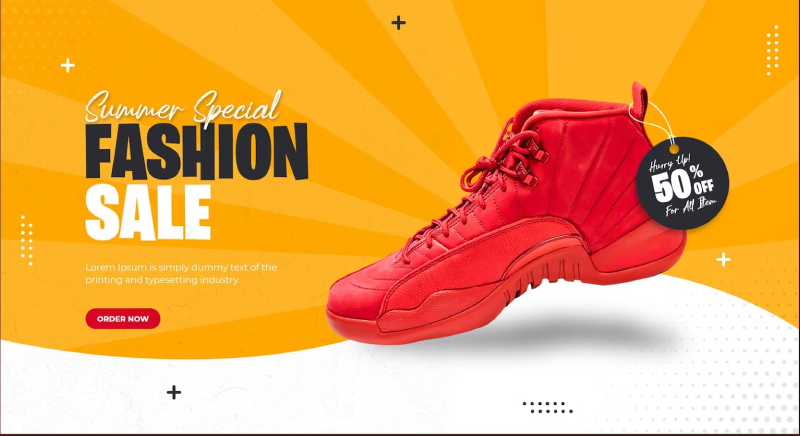 Summer Special
FASHION
SALE
Lorem Ipsum is simply dummy text of the
printing and typesetting industry.
ORDER NOW
Hurry Up!
50% OFF
For All Item